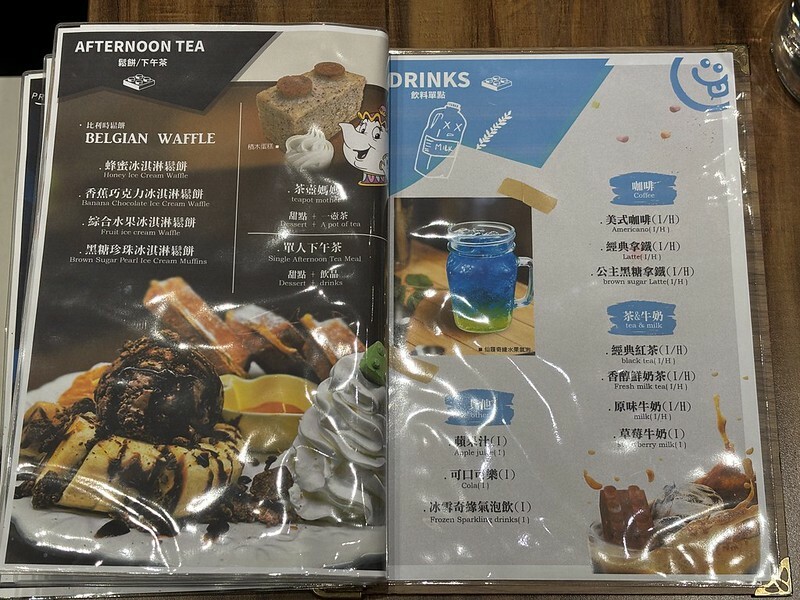 AFTERNOON TEA
鬆餅/下午茶
· 比利時鬆餅
BELGIAN WAFFLE
.蜂蜜冰淇淋鬆餅
Honey Ice Cream Waffle
.香蕉巧克力冰淇淋鬆餅
Banana Chocolate Ice Cream Waffle
.綜合水果冰淇淋鬆餅
Fruit ice cream Waffle
.黑糖珍珠冰淇淋鬆餅
Brown Sugar Pearl Ice Cream Muffins
.茶壺媽媽
teapot mother
甜點 + 一壺茶
Dessert + A pot of tea
.單人下午茶
Single Afternoon Tea Meal
甜點 + 飲品
Dessert + drinks
DRINKS
飲料單點
MILK
咖啡
Coffee
.美式咖啡(I/H)
Americano(I/H)
.經典拿鐵(I/H)
Latte(I/H)
.公主黑糖拿鐵(I/H)
brown sugar Latte(I/H)
茶&牛奶
tea & milk
.經典紅茶(I/H)
black tea(I/H)
.香醇鮮奶茶(I/H)
Fresh milk tea(I/H)
.原味牛奶(I/H)
milk(I/H)
.草莓牛奶(I)
milk(I)
其他
.蘋果汁(I)
Apple juice(I)
.可口可樂(I)
Cola(I)
.冰雪奇緣氣泡飲(I)
Frozen Sparkling drinks(I)